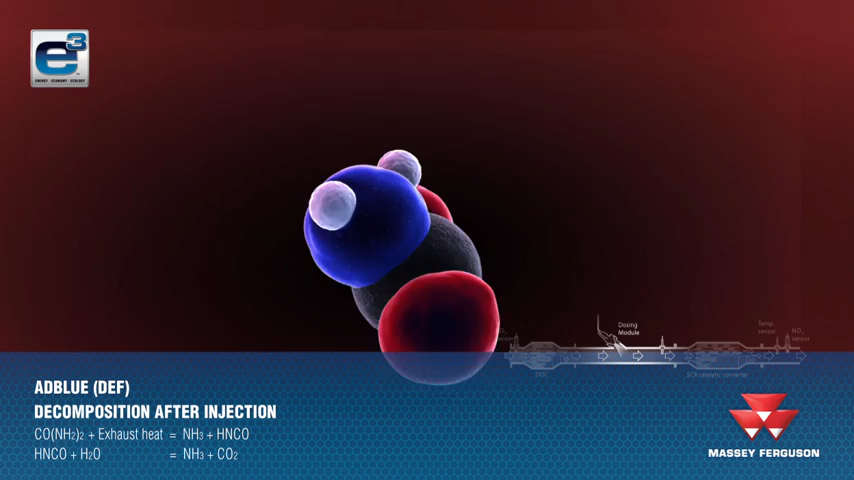 e³
ENERGY · ECONOMY · ECOLOGY
Dosing
Module
Temp.
sensor
NOₓ
sensor
DOC
SCR catalytic converter
ADBLUE (DEF)
DECOMPOSITION AFTER INJECTION
CO(NH₂)₂ + Exhaust heat = NH₃ + HNCO
HNCO + H₂O = NH₃ + CO₂
MASSEY FERGUSON